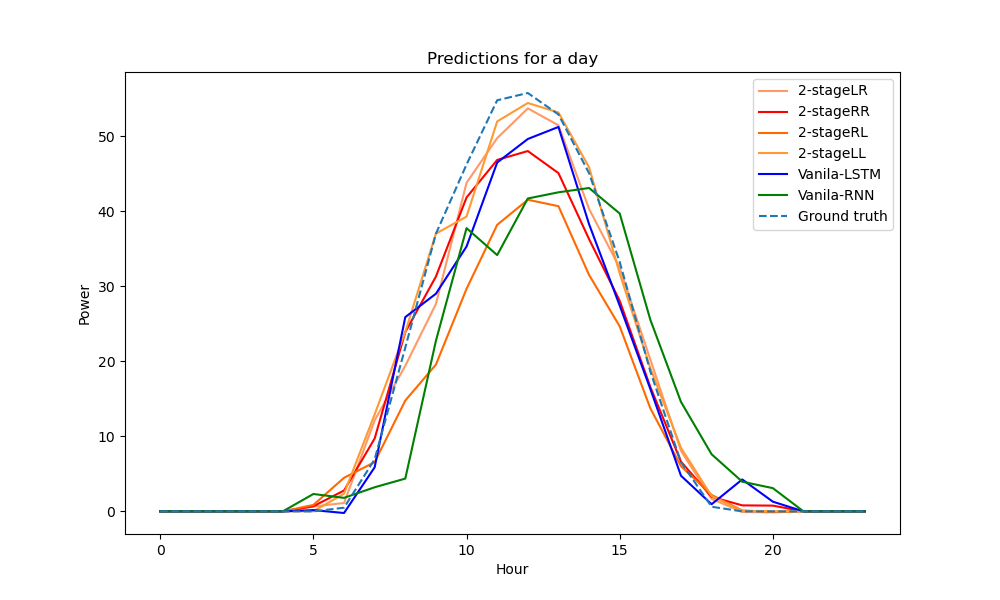 Predictions for a day
2-stageLR
2-stageRR
2-stageRL
2-stageLL
Vanila-LSTM
Vanila-RNN
Ground truth
Power
50
40
30
20
10
0
0 5 10 15 20
Hour